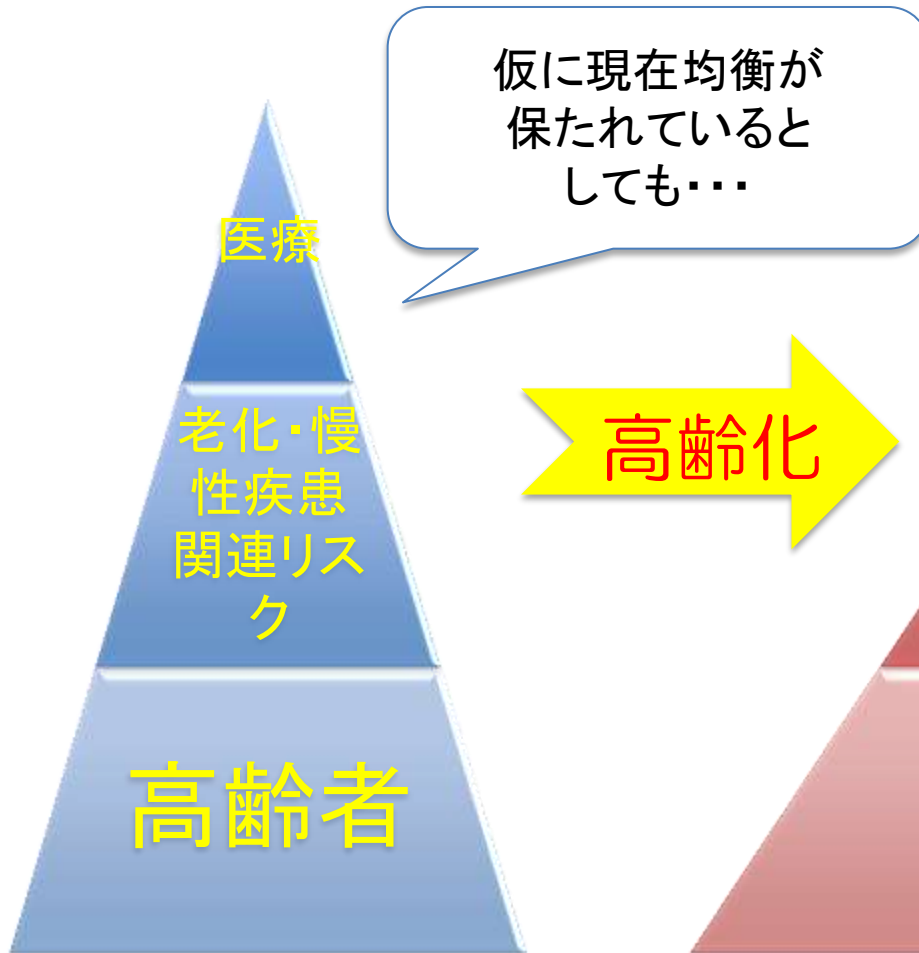 仮に現在均衡が
保たれていると
しても・・・
医療
高齢化
老化・慢
性疾患
関連リス
ク
高齢者